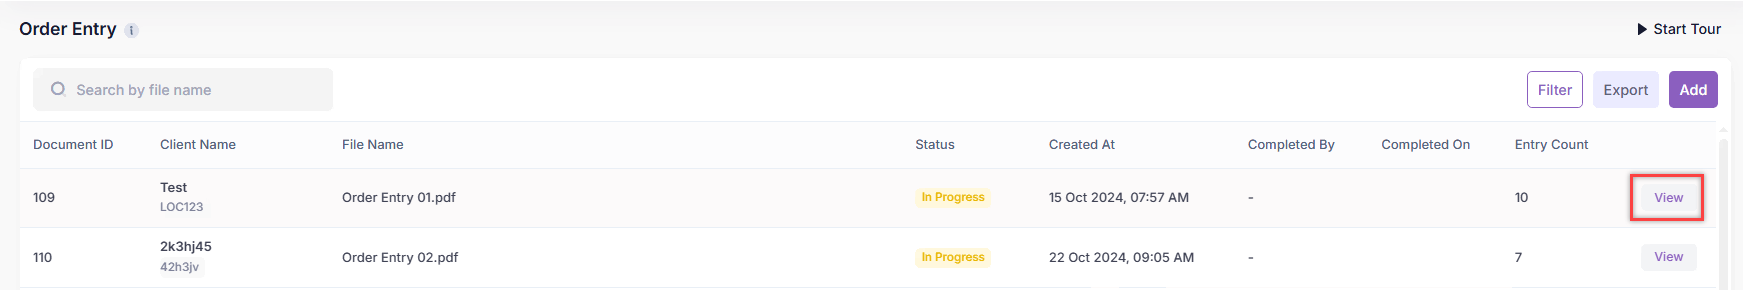 Order Entry i
Start Tour
Search by file name
Filter Export Add
Document ID Client Name File Name Status Created At Completed By Completed On Entry Count
109 Test LOC123 Order Entry 01.pdf In Progress 15 Oct 2024, 07:57 AM - 10 View
110 2k3hj45 42h3jv Order Entry 02.pdf In Progress 22 Oct 2024, 09:05 AM - 7 View